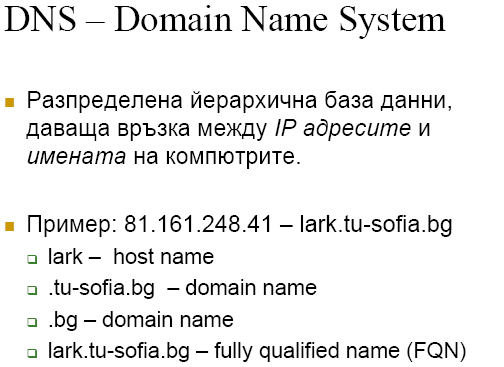 DNS – Domain Name System
Разпределена йерархична база данни,
даваща връзка между IP адресите и
имената на компютрите.
Пример: 81.161.248.41 – lark.tu-sofia.bg
lark – host name
.tu-sofia.bg – domain name
.bg – domain name
lark.tu-sofia.bg – fully qualified name (FQN)